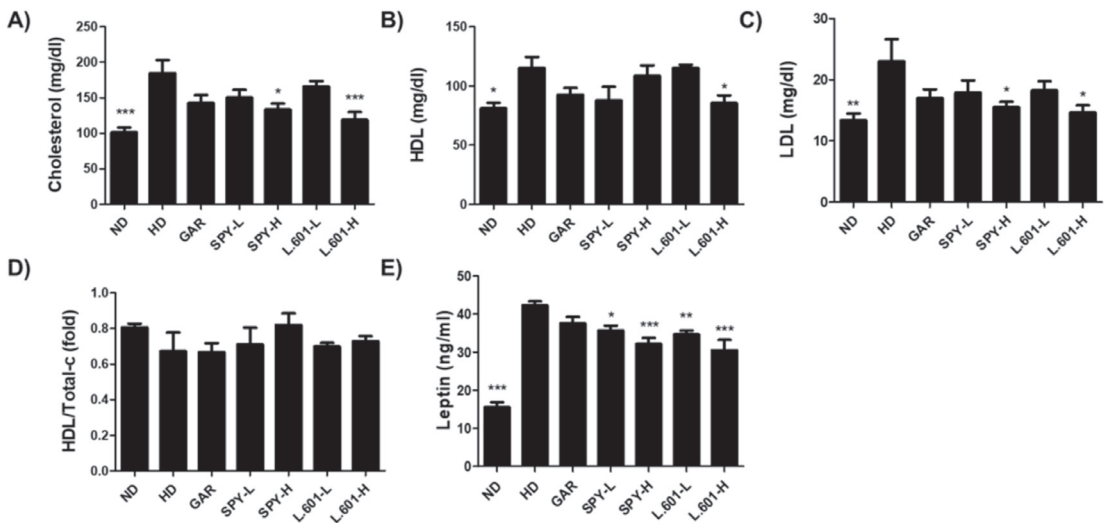 A)
Cholesterol (mg/dl)
250
200
150
100
50
0
***
*
***
ND
HD
GAR
SPY-L
SPY-H
L.601-L
L.601-H
B)
HDL (mg/dl)
150
100
50
0
*
*
ND
HD
GAR
SPY-L
SPY-H
L.601-L
L.601-H
C)
LDL (mg/dl)
30
20
10
0
**
*
*
ND
HD
GAR
SPY-L
SPY-H
L.601-L
L.601-H
D)
HDL/Total-c (fold)
1.0
0.8
0.6
0.4
0.2
0.0
ND
HD
GAR
SPY-L
SPY-H
L.601-L
L.601-H
E)
Leptin (ng/ml)
50
40
30
20
10
0
***
*
***
**
***
ND
HD
GAR
SPY-L
SPY-H
L.601-L
L.601-H